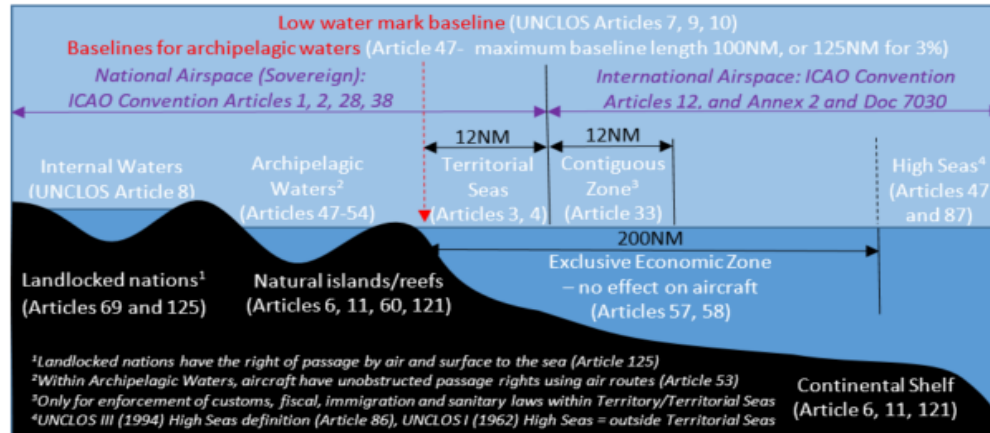 Low water mark baseline (UNCLOS Articles 7, 9, 10)
Baselines for archipelagic waters (Article 47- maximum baseline length 100NM, or 125NM for 3%)
National Airspace (Sovereign):
ICAO Convention Articles 1, 2, 28, 38
International Airspace: ICAO Convention
Articles 12, and Annex 2 and Doc 7030
12NM
12NM
Internal Waters
(UNCLOS Article 8)
Archipelagic
Waters²
(Articles 47-54)
Territorial
Seas
(Articles 3, 4)
Contiguous
Zone³
(Article 33)
High Seas⁴
(Articles 47
and 87)
200NM
Exclusive Economic Zone
– no effect on aircraft
(Articles 57, 58)
Landlocked nations¹
(Articles 69 and 125)
Natural islands/reefs
(Articles 6, 11, 60, 121)
¹Landlocked nations have the right of passage by air and surface to the sea (Article 125)
²Within Archipelagic Waters, aircraft have unobstructed passage rights using air routes (Article 53)
³Only for enforcement of customs, fiscal, immigration and sanitary laws within Territory/Territorial Seas
⁴UNCLOS III (1994) High Seas definition (Article 86), UNCLOS I (1962) High Seas = outside Territorial Seas
Continental Shelf
(Article 6, 11, 121)